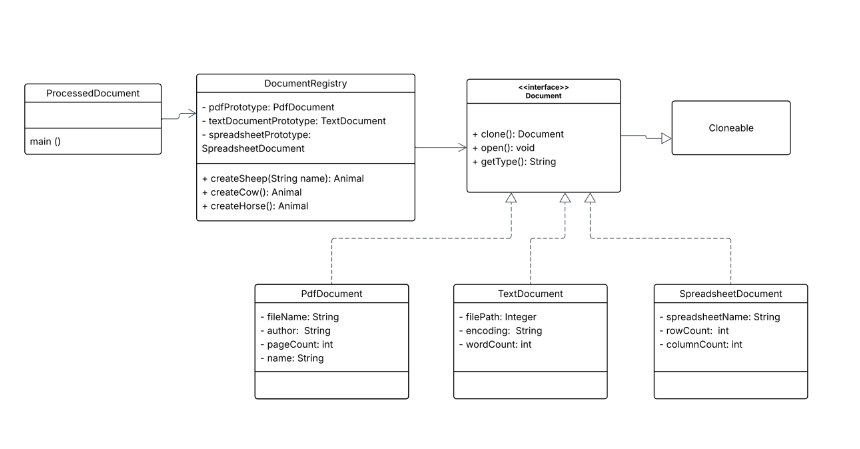 ProcessedDocument
main ()
DocumentRegistry
- pdfPrototype: PdfDocument
- textDocumentPrototype: TextDocument
- spreadsheetPrototype:
SpreadsheetDocument
+ createSheep(String name): Animal
+ createCow(): Animal
+ createHorse(): Animal
<<interface>>
Document
+ clone(): Document
+ open(): void
+ getType(): String
Cloneable
PdfDocument
- fileName: String
- author:  String
- pageCount: int
- name: String
TextDocument
- filePath: Integer
- encoding:  String
- wordCount: int
SpreadsheetDocument
- spreadsheetName: String
- rowCount:  int
- columnCount: int